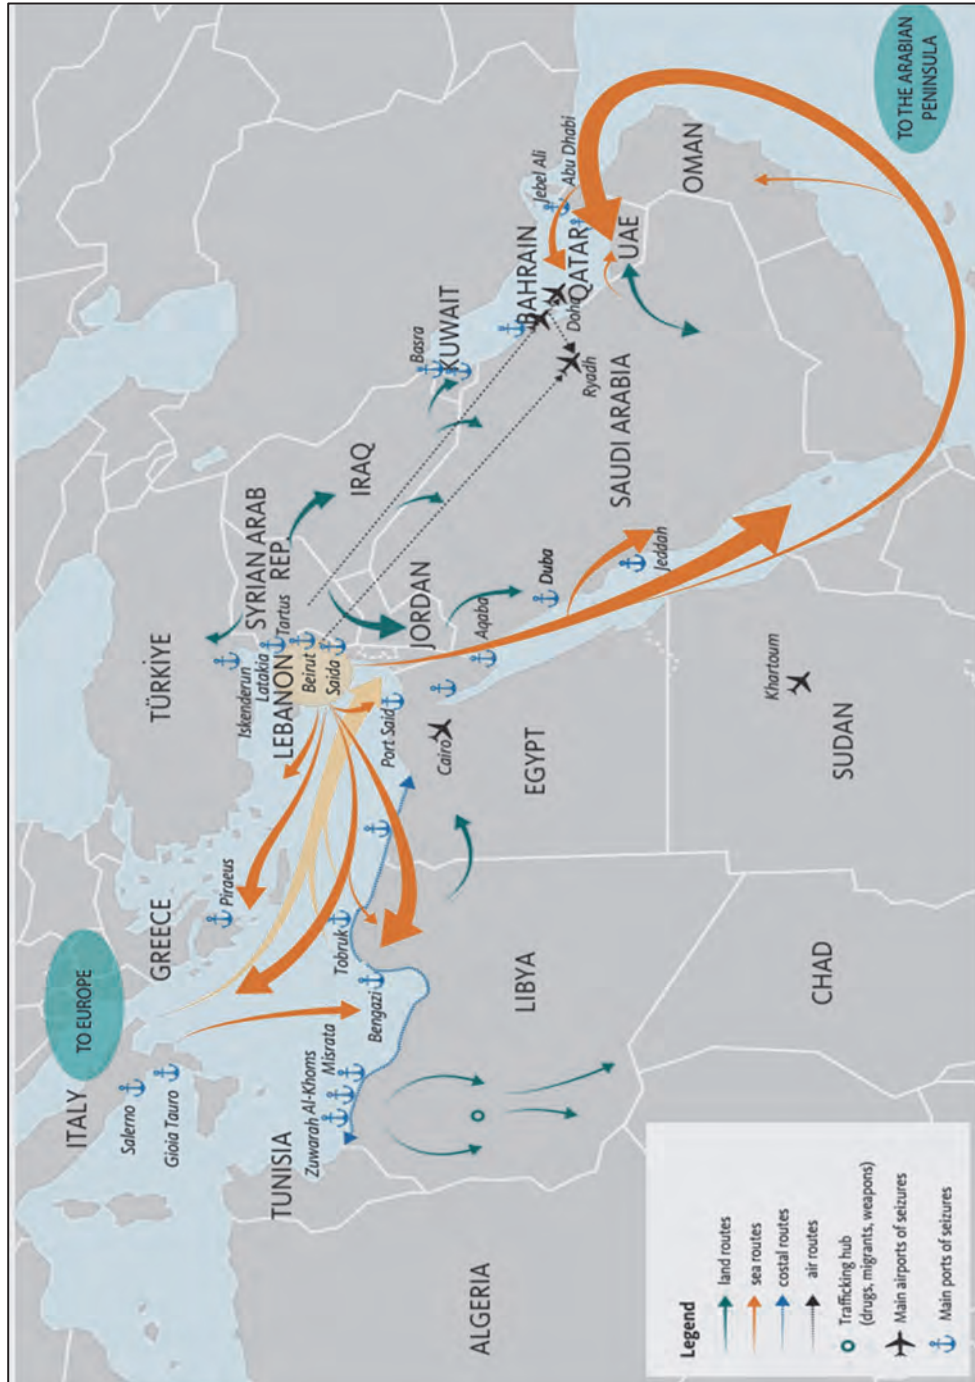 TO EUROPE
TO THE ARABIAN
PENINSULA
ITALY
GREECE
TÜRKİYE
SYRIAN ARAB
REP.
LEBANON
IRAQ
JORDAN
KUWAIT
BAHRAIN
QATAR
UAE
OMAN
SAUDI ARABIA
TUNISIA
ALGERIA
LIBYA
EGYPT
CHAD
SUDAN
Salerno
Gioia Tauro
Piraeus
Iskenderun
Latakia
Tartus
Beirut
Saida
Port Said
Cairo
Aqaba
Duba
Jeddah
Khartoum
Basra
Jebel Ali
Abu Dhabi
Doha
Ryadh
Tobruk
Bengazi
Misrata
Al-Khoms
Zuwarah
Legend
land routes
sea routes
costal routes
air routes
Trafficking hub
(drugs, migrants, weapons)
Main airports of seizures
Main ports of seizures